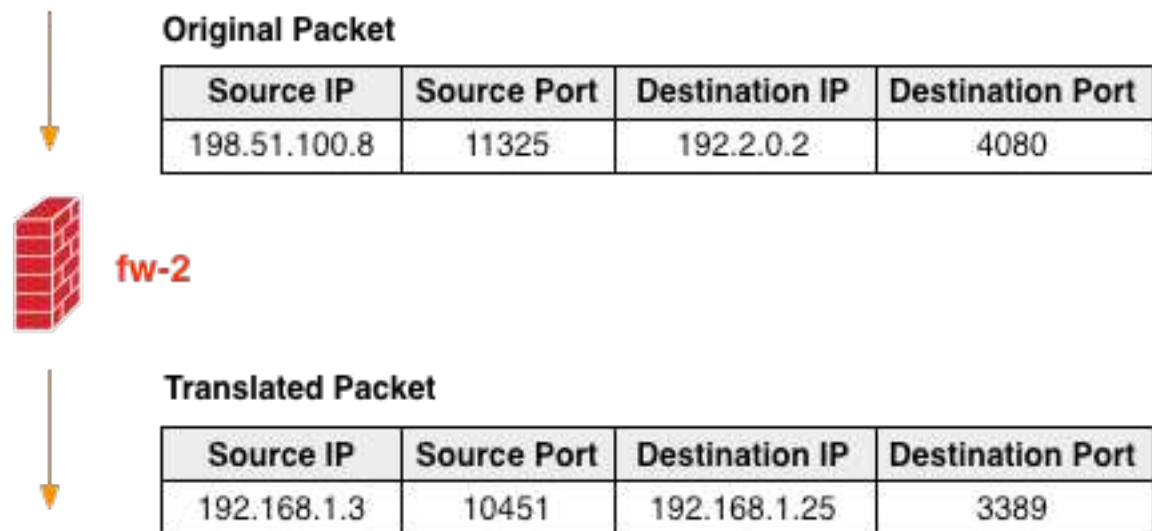 Original Packet
Source IP Source Port Destination IP Destination Port
198.51.100.8 11325 192.2.0.2 4080
fw-2
Translated Packet
Source IP Source Port Destination IP Destination Port
192.168.1.3 10451 192.168.1.25 3389